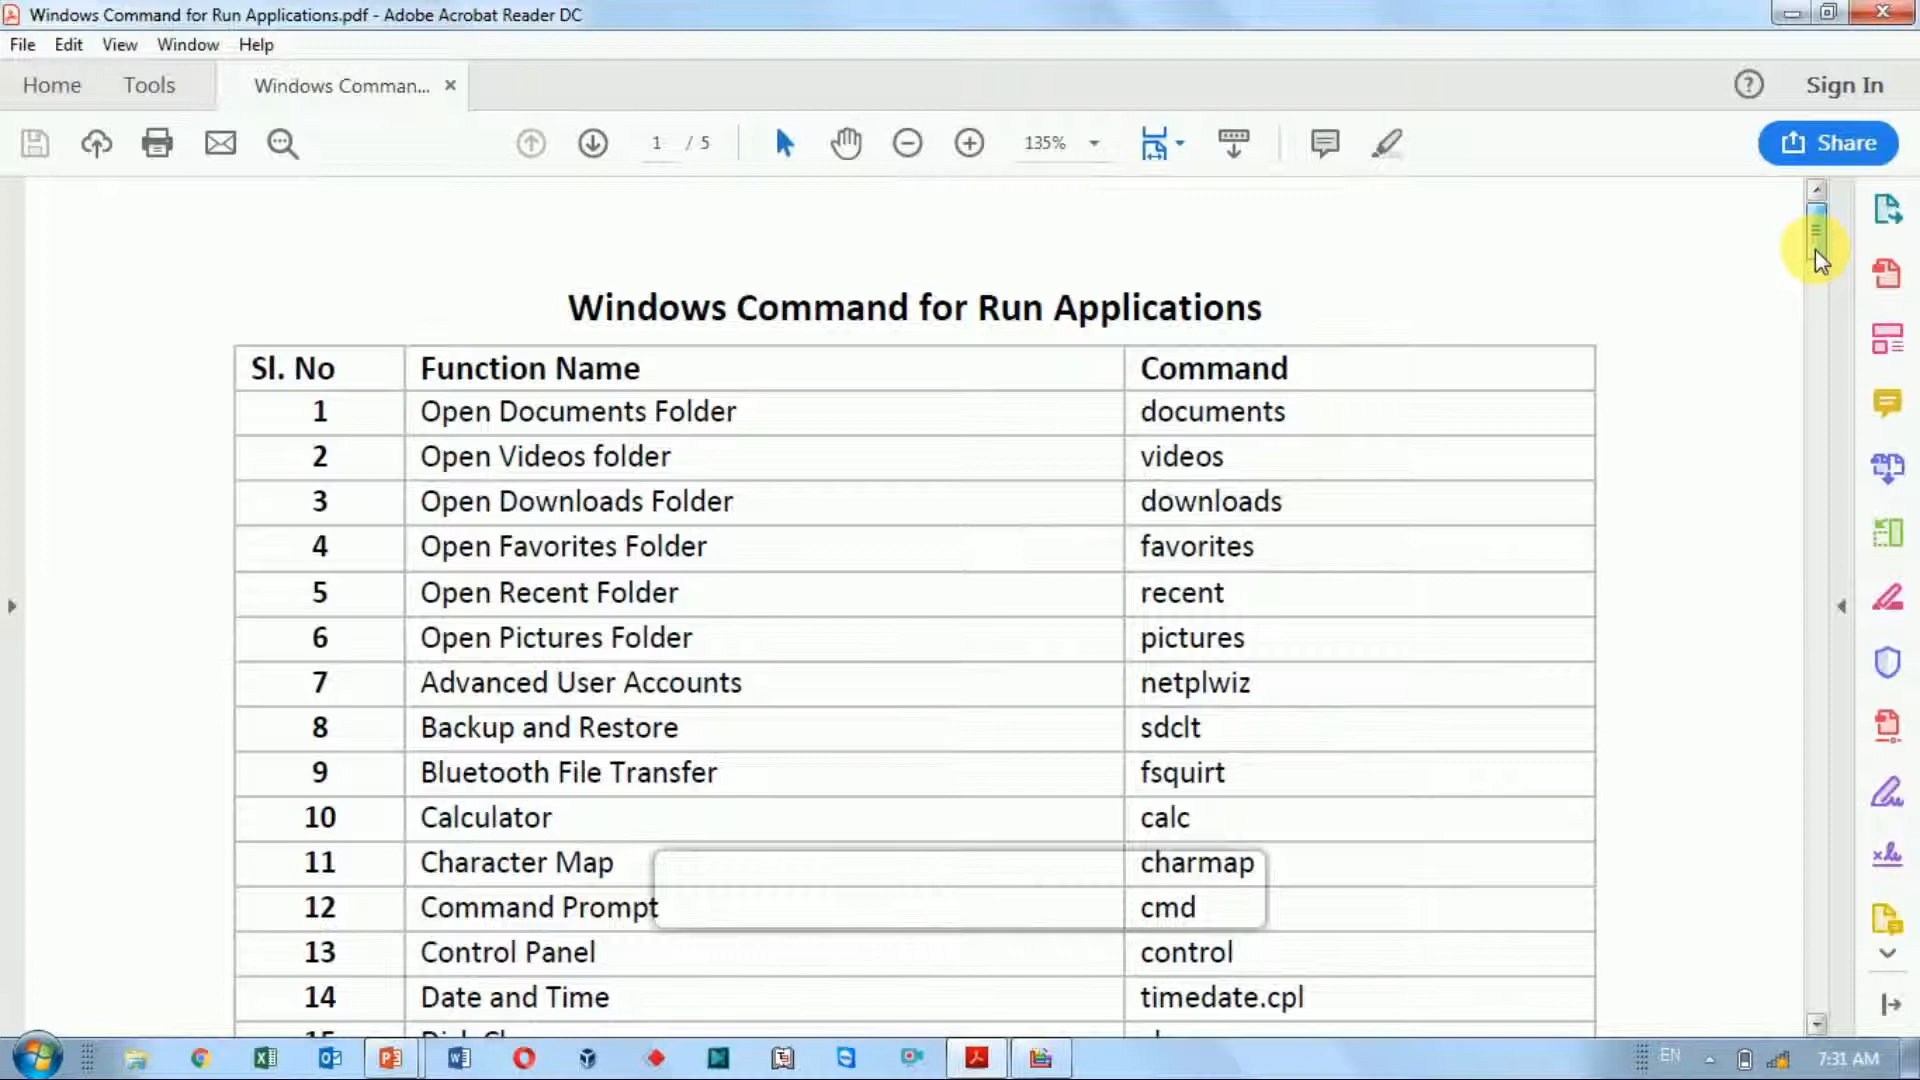 Windows Command for Run Applications.pdf - Adobe Acrobat Reader DC
File Edit View Window Help
Home Tools Windows Comman... Sign In
1 / 5 135% Share
Windows Command for Run Applications
Sl. No Function Name Command
1 Open Documents Folder documents
2 Open Videos folder videos
3 Open Downloads Folder downloads
4 Open Favorites Folder favorites
5 Open Recent Folder recent
6 Open Pictures Folder pictures
7 Advanced User Accounts netplwiz
8 Backup and Restore sdclt
9 Bluetooth File Transfer fsquirt
10 Calculator calc
11 Character Map charmap
12 Command Prompt cmd
13 Control Panel control
14 Date and Time timedate.cpl
EN 7:31 AM